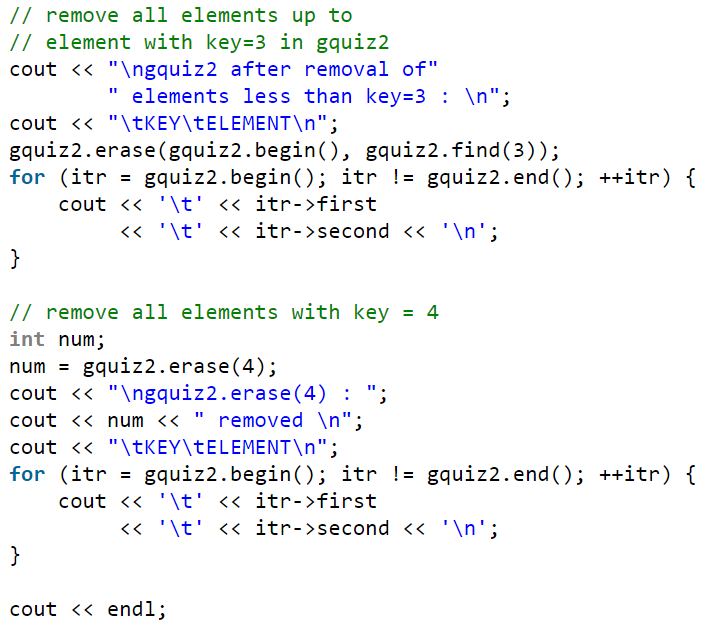 // remove all elements up to
// element with key=3 in gquiz2
cout << "\ngquiz2 after removal of"
        " elements less than key=3 : \n";
cout << "\tKEY\tELEMENT\n";
gquiz2.erase(gquiz2.begin(), gquiz2.find(3));
for (itr = gquiz2.begin(); itr != gquiz2.end(); ++itr) {
    cout << '\t' << itr->first
         << '\t' << itr->second << '\n';
}

// remove all elements with key = 4
int num;
num = gquiz2.erase(4);
cout << "\ngquiz2.erase(4) : ";
cout << num << " removed \n";
cout << "\tKEY\tELEMENT\n";
for (itr = gquiz2.begin(); itr != gquiz2.end(); ++itr) {
    cout << '\t' << itr->first
         << '\t' << itr->second << '\n';
}

cout << endl;